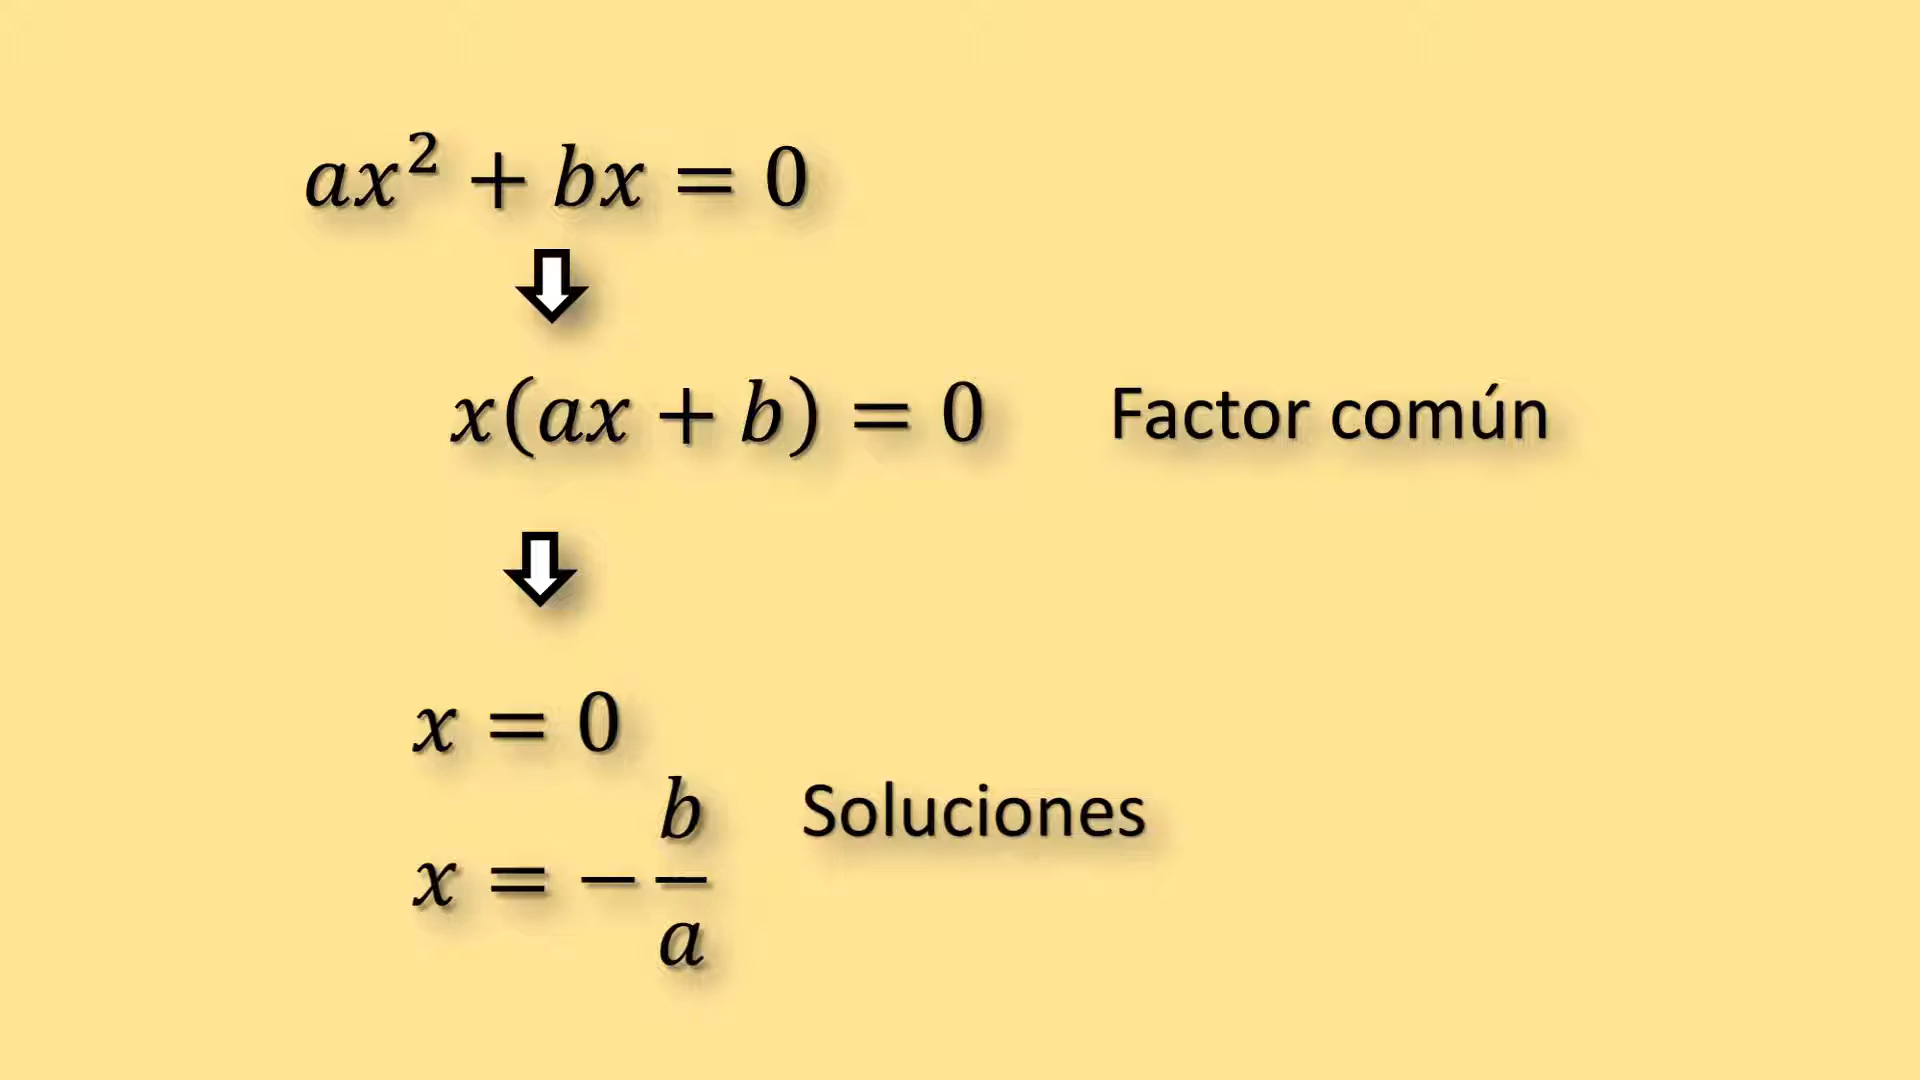 ax² + bx = 0
x(ax + b) = 0 Factor común
x = 0
x = −b/a
Soluciones